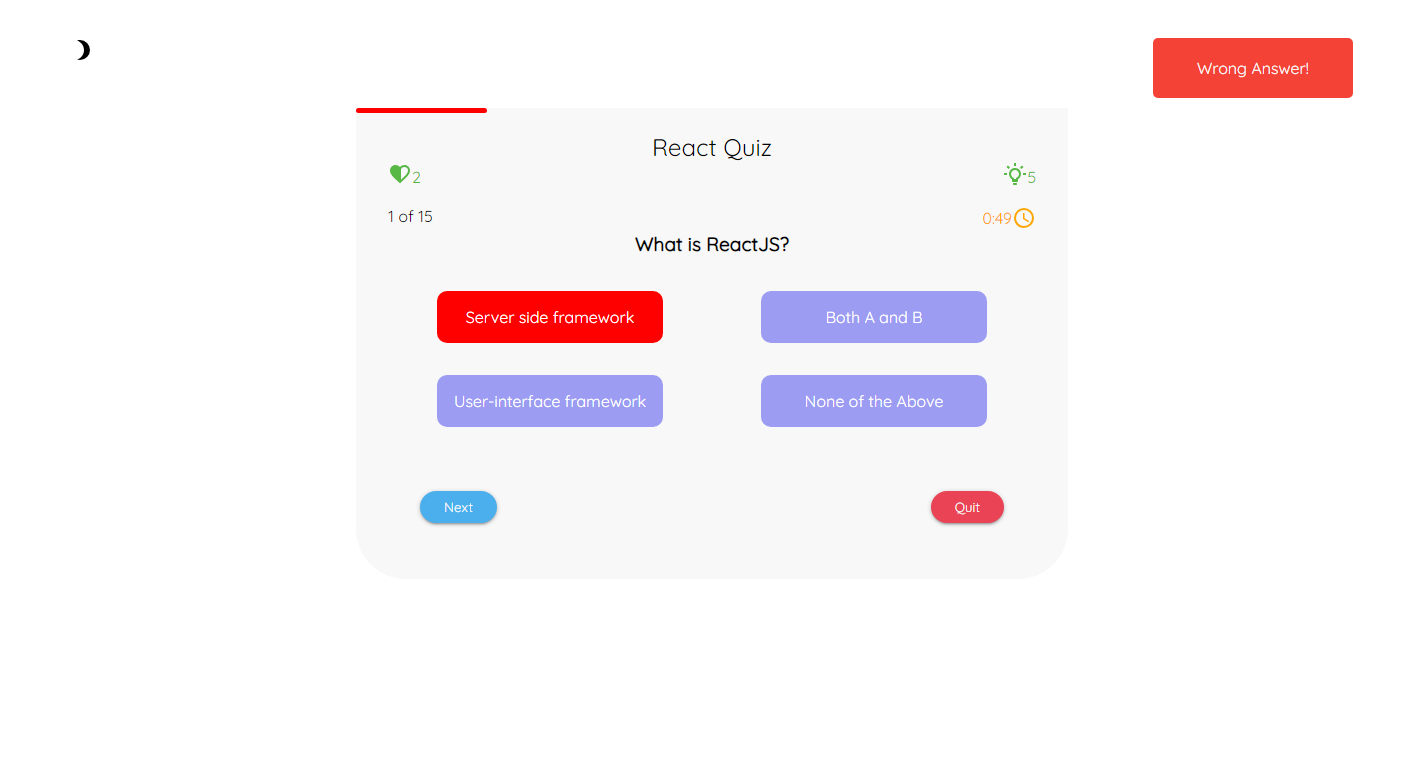 Wrong Answer!
React Quiz
2
5
1 of 15
0:49
What is ReactJS?
Server side framework
Both A and B
User-interface framework
None of the Above
Next
Quit